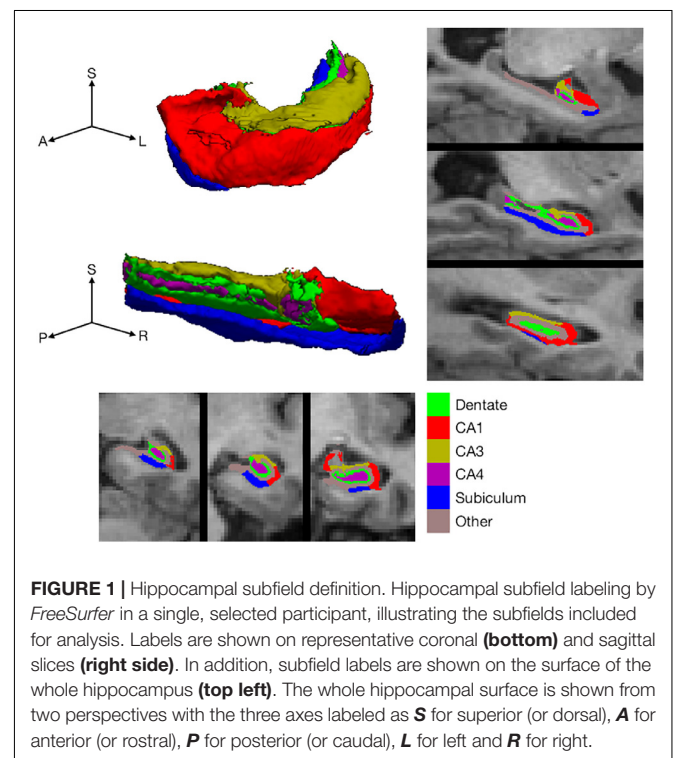 S
A
L
S
P
R
Dentate
CA1
CA3
CA4
Subiculum
Other
FIGURE 1 | Hippocampal subfield definition. Hippocampal subfield labeling by
FreeSurfer in a single, selected participant, illustrating the subfields included
for analysis. Labels are shown on representative coronal (bottom) and sagittal
slices (right side). In addition, subfield labels are shown on the surface of the
whole hippocampus (top left). The whole hippocampal surface is shown from
two perspectives with the three axes labeled as S for superior (or dorsal), A for
anterior (or rostral), P for posterior (or caudal), L for left and R for right.